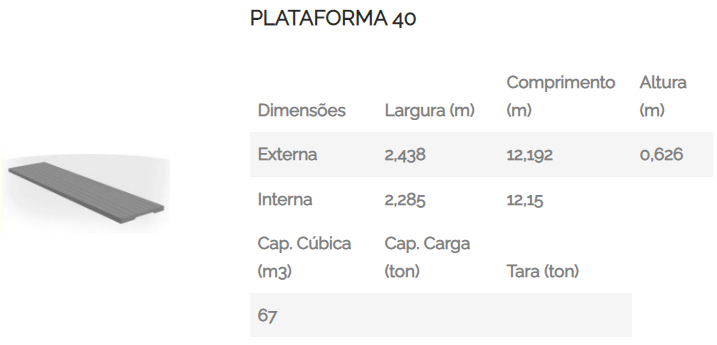 PLATAFORMA 40
Dimensões Largura (m) Comprimento (m) Altura (m)
Externa 2,438 12,192 0,626
Interna 2,285 12,15
Cap. Cúbica (m3) Cap. Carga (ton) Tara (ton)
67